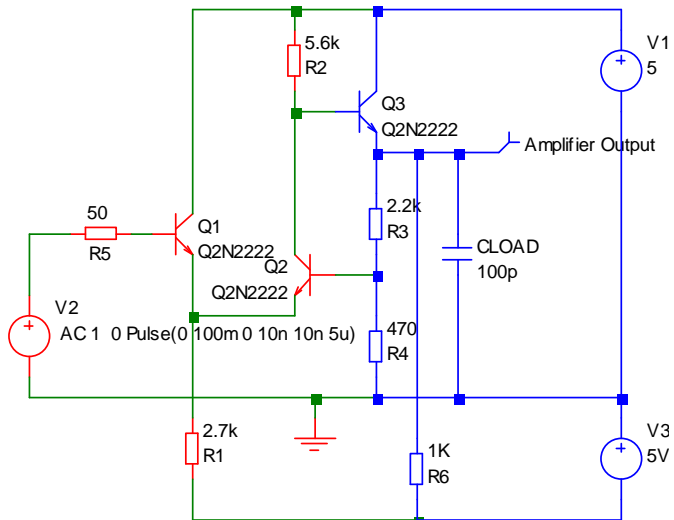 5.6k
R2
V1
5
Q3
Q2N2222
Amplifier Output
50
R5
Q1
Q2N2222
2.2k
R3
CLOAD
100p
Q2
Q2N2222
V2
AC 1 0 Pulse(0 100m 0 10n 10n 5u)
470
R4
2.7k
R1
1K
R6
V3
5V